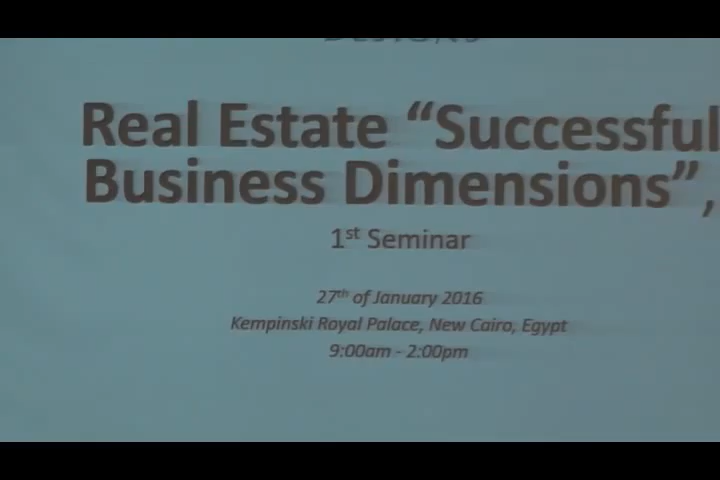 Real Estate “Successful
Business Dimensions”,
1st Seminar
27th of January 2016
Kempinski Royal Palace, New Cairo, Egypt
9:00am - 2:00pm